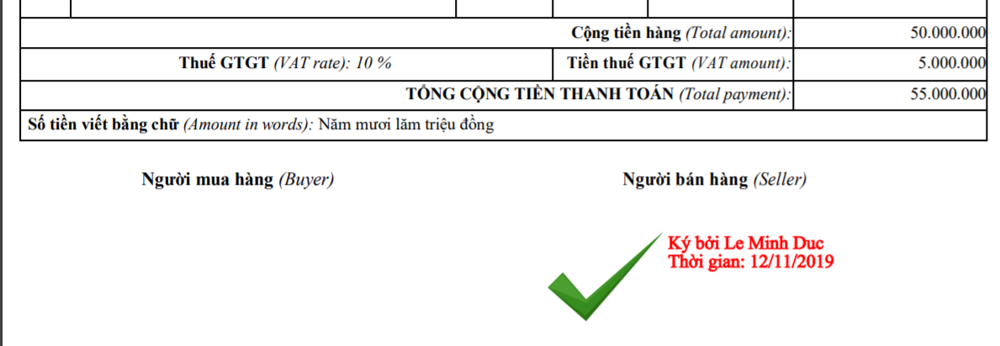 Cộng tiền hàng (Total amount): 50.000.000
Thuế GTGT (VAT rate): 10 % Tiền thuế GTGT (VAT amount): 5.000.000
TỔNG CỘNG TIỀN THANH TOÁN (Total payment): 55.000.000
Số tiền viết bằng chữ (Amount in words): Năm mươi lăm triệu đồng
Người mua hàng (Buyer) Người bán hàng (Seller)
Ký bởi Le Minh Duc
Thời gian: 12/11/2019